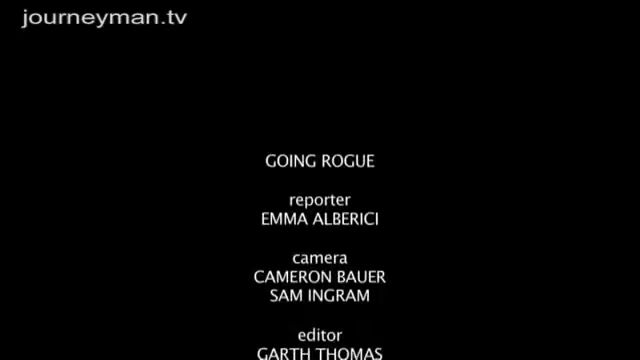 journeyman.tv
GOING ROGUE
reporter
EMMA ALBERICI
camera
CAMERON BAUER
SAM INGRAM
editor
GARTH THOMAS